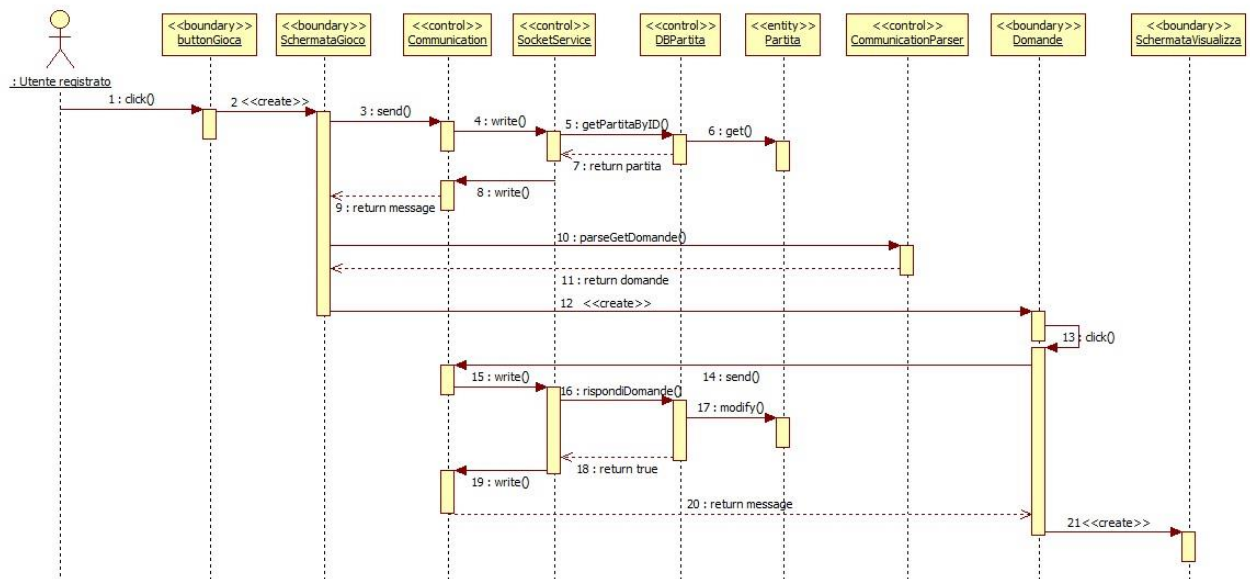 <<boundary>> <<boundary>> <<control>> <<control>> <<control>> <<entity>> <<control>> <<boundary>> <<boundary>>
buttonGioca SchermataGioco Communication SocketService DBPartita Partita CommunicationParser Domande SchermataVisualizza
: Utente registrato
1 : click()
2 <<create>>
3 : send()
4 : write()
5 : getPartitaByID()
6 : get()
7 : return partita
8 : write()
9 : return message
10 : parseGetDomande()
11 : return domande
12 <<create>>
13 : click()
14 : send()
15 : write()
16 : rispondiDomande()
17 : modify()
18 : return true
19 : write()
20 : return message
21 <<create>>